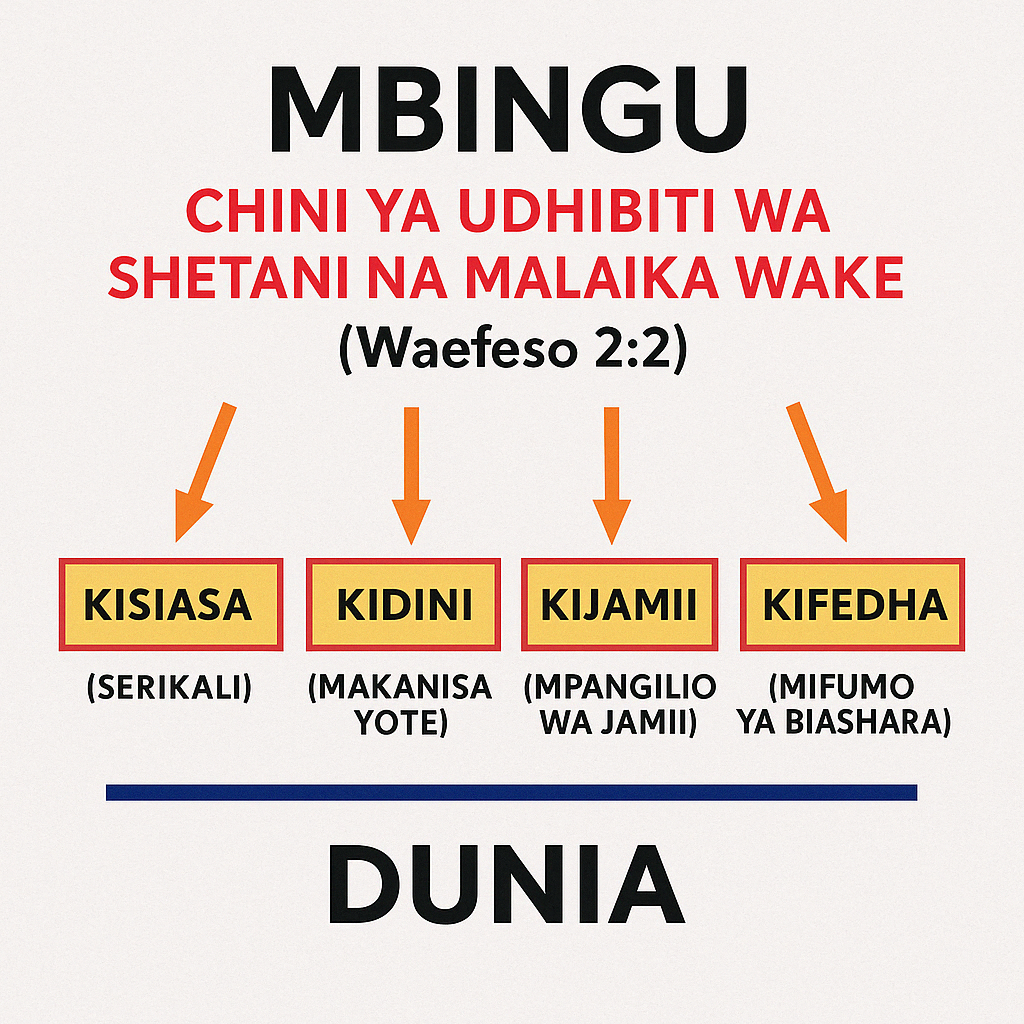 MBINGU
CHINI YA UDHIBITI WA
SHETANI NA MALAIKA WAKE
(Waefeso 2:2)
KISIASA
(SERIKALI)
KIDINI
(MAKANISA
YOTE)
KIJAMII
(MPANGILIO
WA JAMII)
KIFEDHA
(MIFUMO
YA BIASHARA)
DUNIA